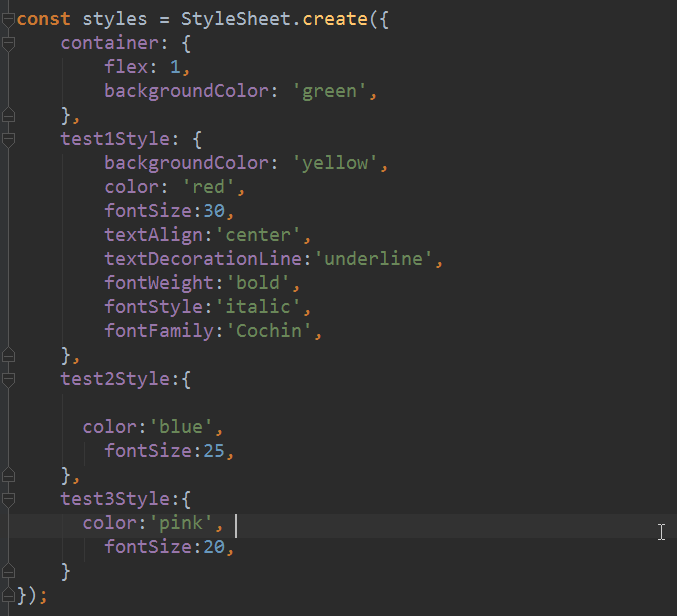 const styles = StyleSheet.create({
    container: {
        flex: 1,
        backgroundColor: 'green',
    },
    test1Style: {
        backgroundColor: 'yellow',
        color: 'red',
        fontSize:30,
        textAlign:'center',
        textDecorationLine:'underline',
        fontWeight:'bold',
        fontStyle:'italic',
        fontFamily:'Cochin',
    },
    test2Style:{

      color:'blue',
        fontSize:25,
    },
    test3Style:{
      color:'pink',
        fontSize:20,
    }
});